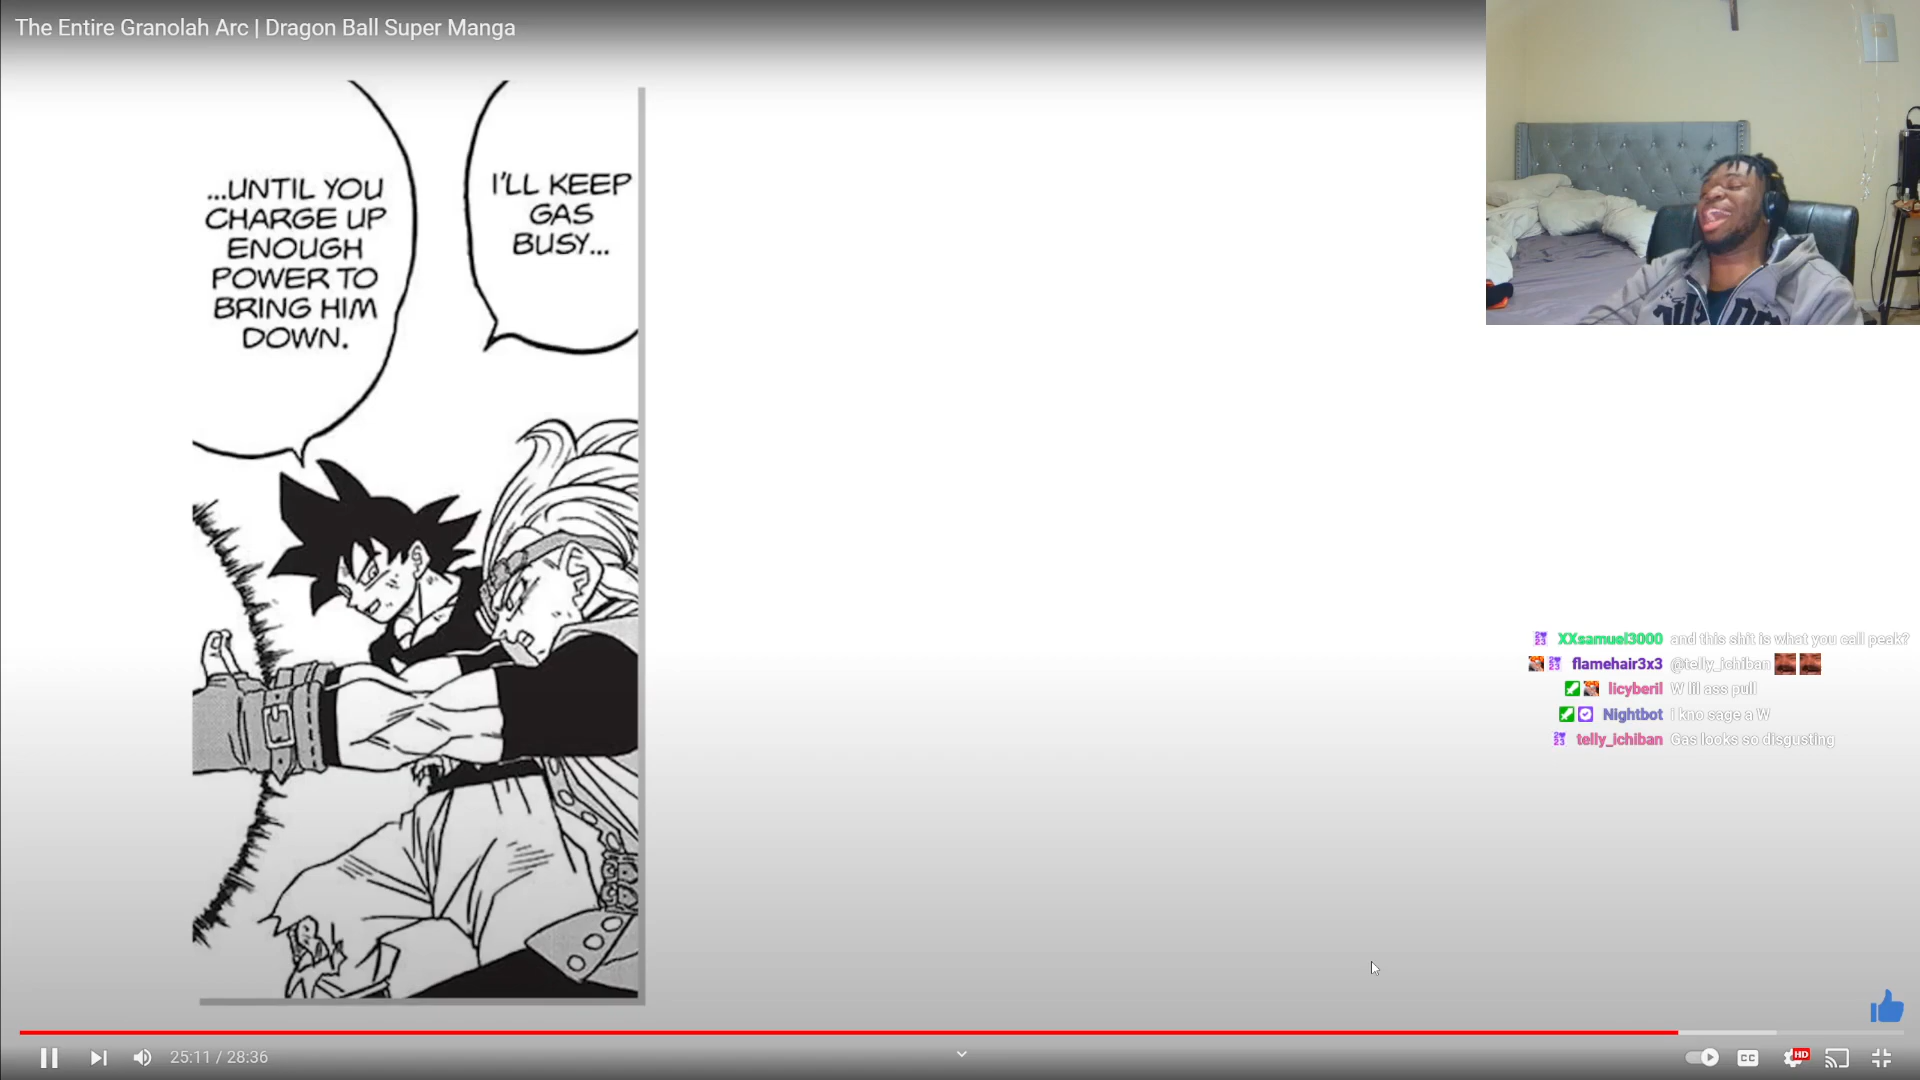 The Entire Granolah Arc | Dragon Ball Super Manga
I'LL KEEP
GAS
BUSY...
...UNTIL YOU
CHARGE UP
ENOUGH
POWER TO
BRING HIM
DOWN.
XXsamuel3000 and this shit is what you call peak?
flamehair3x3 @telly_ichiban
licyberil W lil ass pull
Nightbot I kno sage a W
telly_ichiban Gas looks so disgusting
25:11 / 28:36
CC
HD